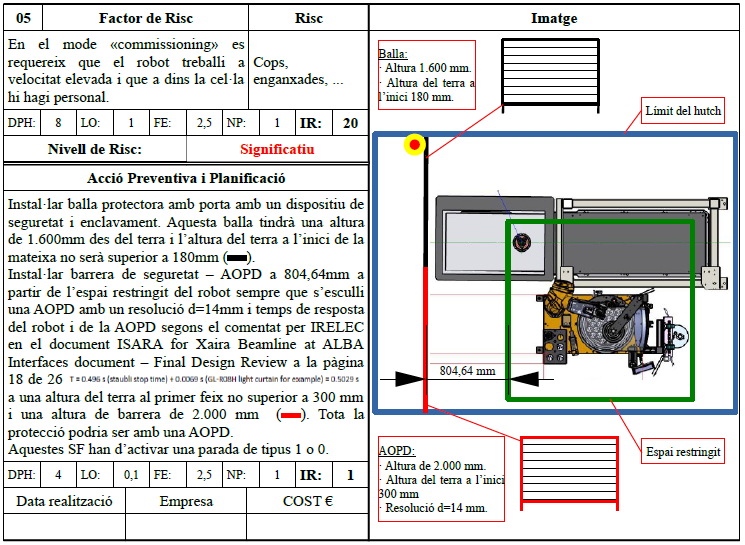 05
Factor de Risc
Risc
En el mode «commissioning» es
requereix que el robot treballi a
velocitat elevada i que a dins la cel·la
hi hagi personal.
Cops,
enganxades, ...
DPH: 8 LO: 1 FE: 2,5 NP: 1 IR: 20
Nivell de Risc: Significatiu
Acció Preventiva i Planificació
Instal·lar balla protectora amb porta amb un dispositiu de
seguretat i enclavament. Aquesta balla tindrà una altura
de 1.600mm des del terra i l’altura del terra a l’inici de la
mateixa no serà superior a 180mm ( ).
Instal·lar barrera de seguretat – AOPD a 804,64mm a
partir de l’espai restringit del robot sempre que s’esculli
una AOPD amb un resolució d=14mm i temps de resposta
del robot i de la AOPD segons el comentat per IRELEC
en el document ISARA for Xaira Beamline at ALBA
Interfaces document – Final Design Review a la pàgina
18 de 26 T = 0.496 s (staubli stop time) + 0.0069 s (GL-R08H light curtain for example) = 0.5029 s
a una altura del terra al primer feix no superior a 300 mm
i una altura de barrera de 2.000 mm ( ). Tota la
protecció podria ser amb una AOPD.
Aquestes SF han d’activar una parada de tipus 1 o 0.
DPH: 4 LO: 0,1 FE: 2,5 NP: 1 IR: 1
Data realització Empresa COST €
Imatge
Balla:
· Altura 1.600 mm.
· Altura del terra a
l’inici 180 mm.
Límit del hutch
804,64 mm
AOPD:
· Altura de 2.000 mm.
· Altura del terra a l’inici
300 mm
· Resolució d=14 mm.
Espai restringit